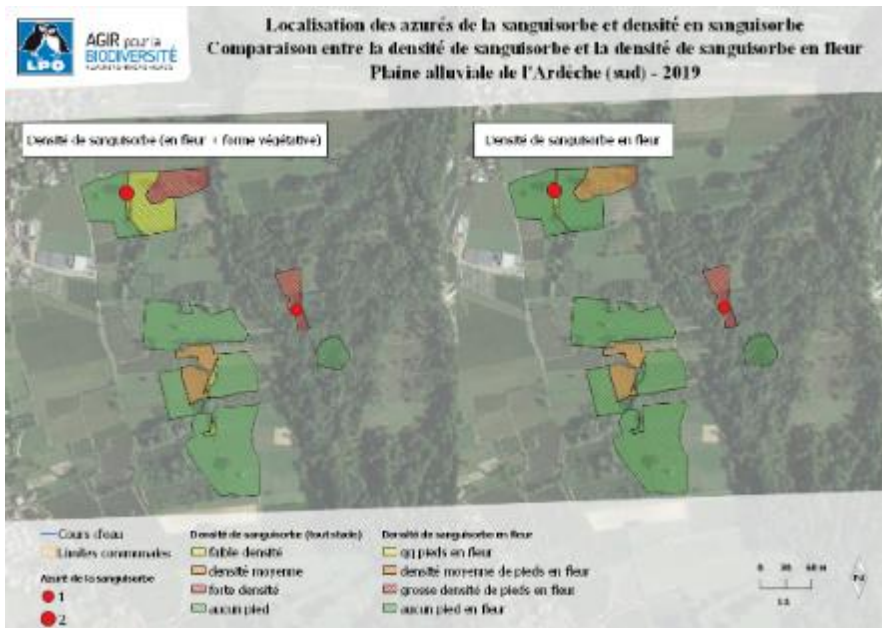 LPO
AGIR pour la
BIODIVERSITÉ
Localisation des azurés de la sanguisorbe et densité en sanguisorbe
Comparaison entre la densité de sanguisorbe et la densité de sanguisorbe en fleur
Plaine alluviale de l'Ardèche (sud) - 2019
Densité de sanguisorbe (en fleur + forme végétative)
Densité de sanguisorbe en fleur
Cours d'eau
Limites communales
Azuré de la sanguisorbe
1
2
Densité de sanguisorbe (tout stade)
faible densité
densité moyenne
forte densité
aucun pied
Densité de sanguisorbe en fleur
qq pieds en fleur
densité moyenne de pieds en fleur
grosse densité de pieds en fleur
aucun pied en fleur
0 30 60 m